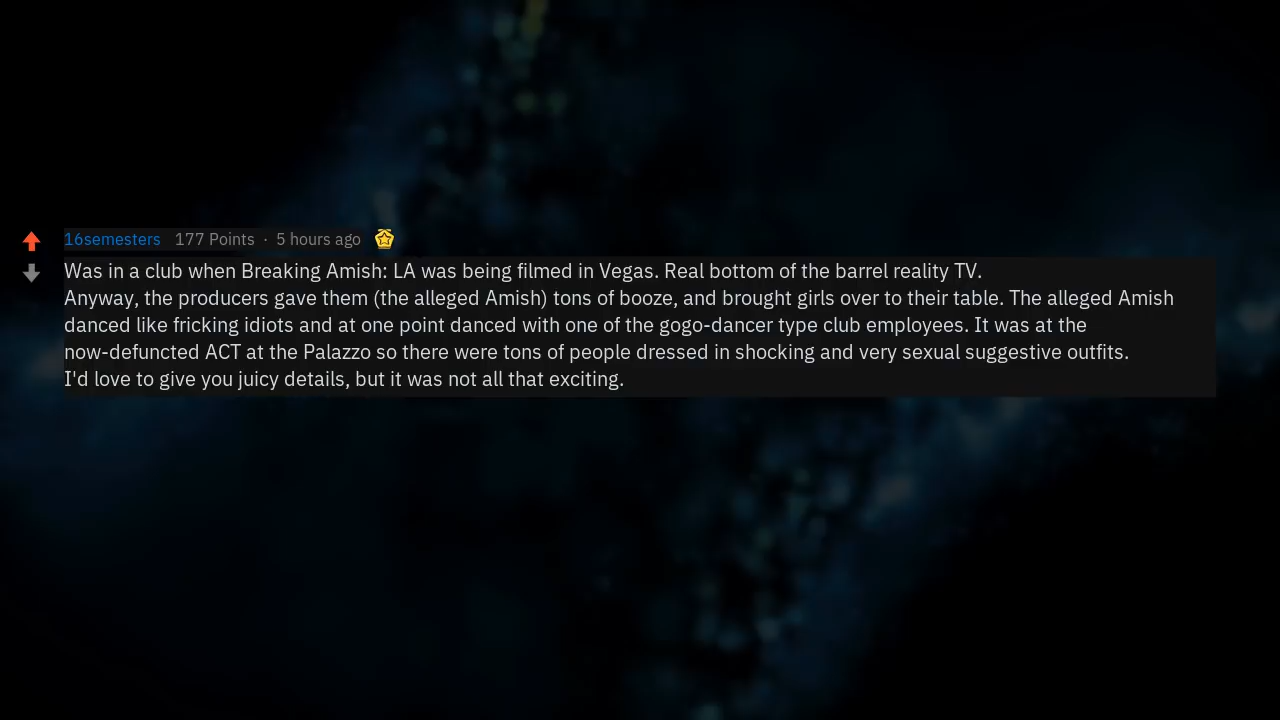 16semesters 177 Points · 5 hours ago
Was in a club when Breaking Amish: LA was being filmed in Vegas. Real bottom of the barrel reality TV.
Anyway, the producers gave them (the alleged Amish) tons of booze, and brought girls over to their table. The alleged Amish
danced like fricking idiots and at one point danced with one of the gogo-dancer type club employees. It was at the
now-defuncted ACT at the Palazzo so there were tons of people dressed in shocking and very sexual suggestive outfits.
I'd love to give you juicy details, but it was not all that exciting.